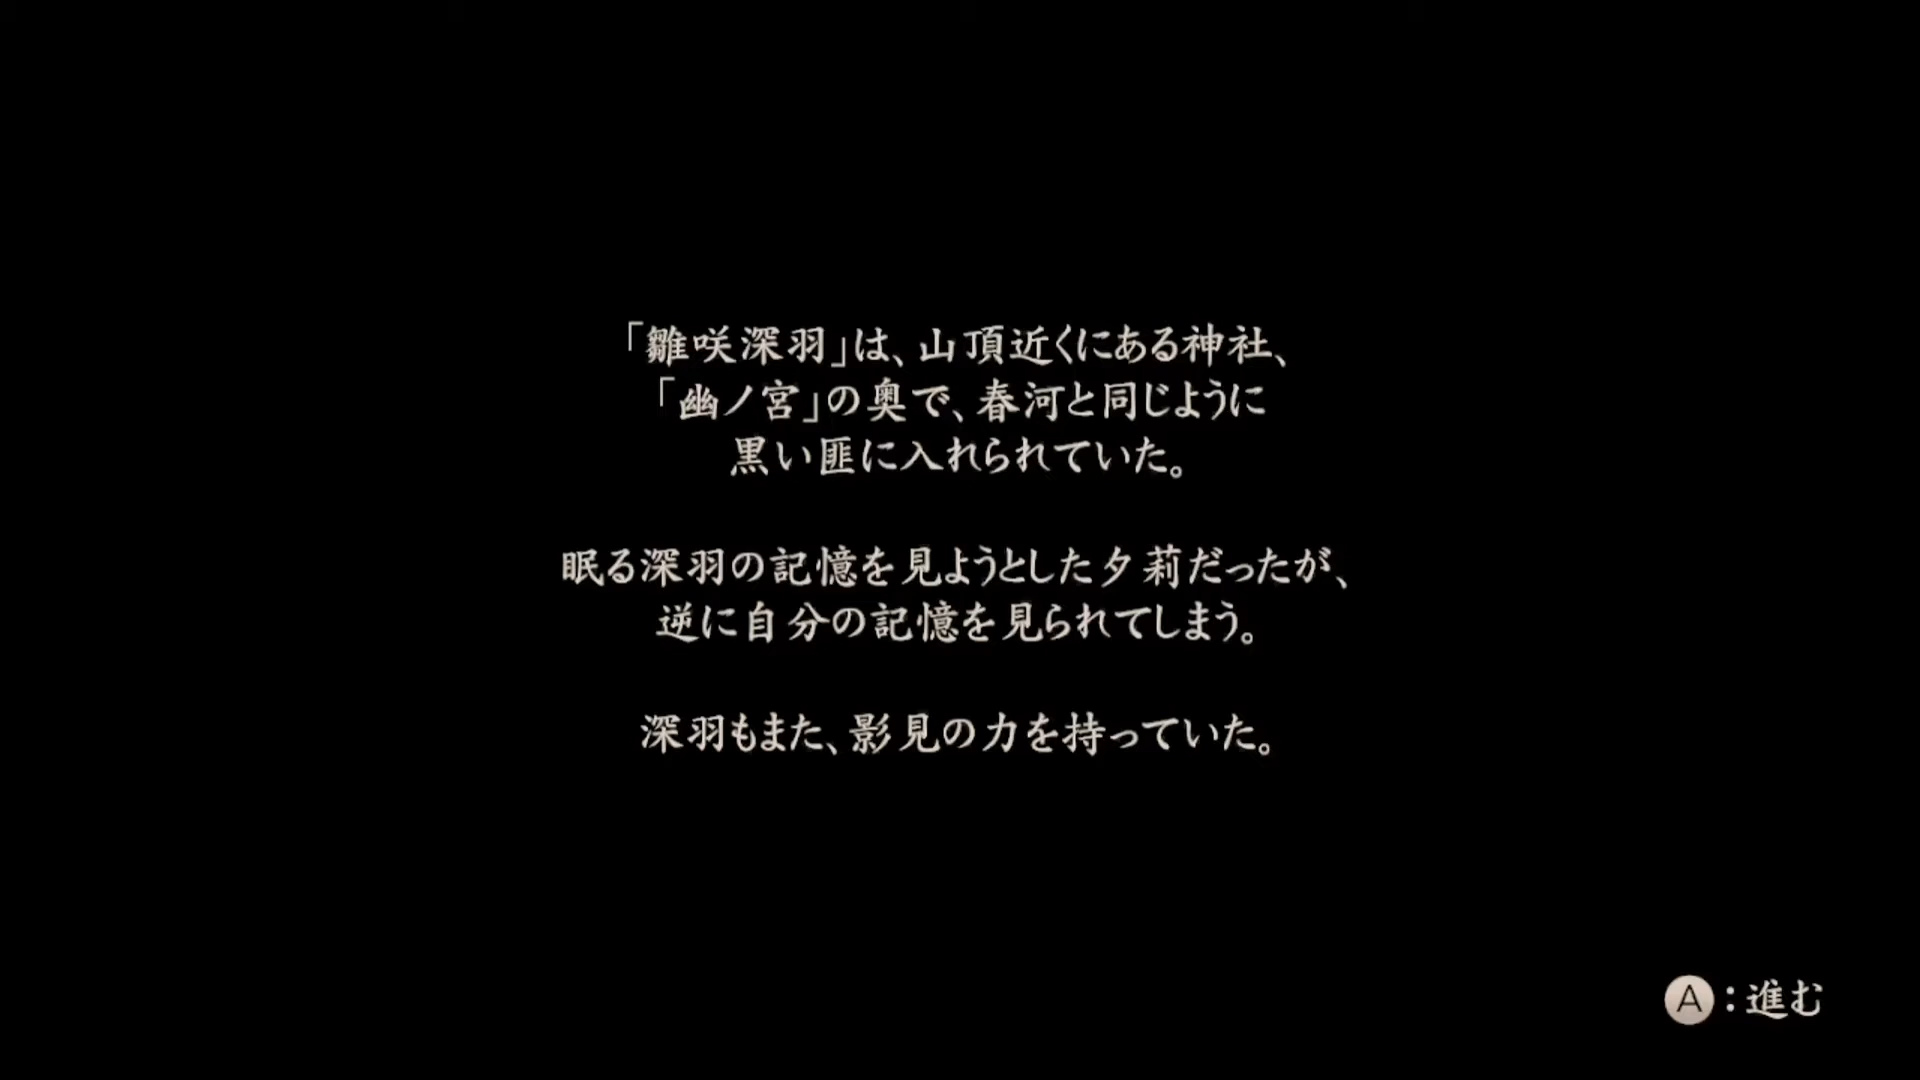 「雛咲深羽」は、山頂近くにある神社、
「幽ノ宮」の奥で、春河と同じように
黒い匪に入れられていた。
眠る深羽の記憶を見ようとした夕莉だったが、
逆に自分の記憶を見られてしまう。
深羽もまた、影見の力を持っていた。
A：進む